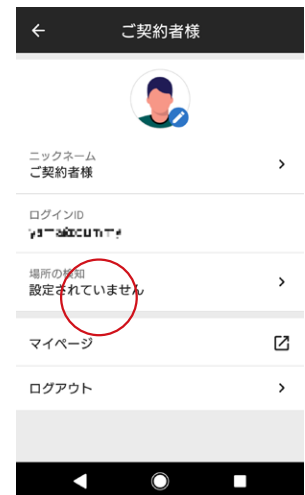 ご契約者様
ニックネーム
ご契約者様
ログインID
場所の検知
設定されていません
マイページ
ログアウト